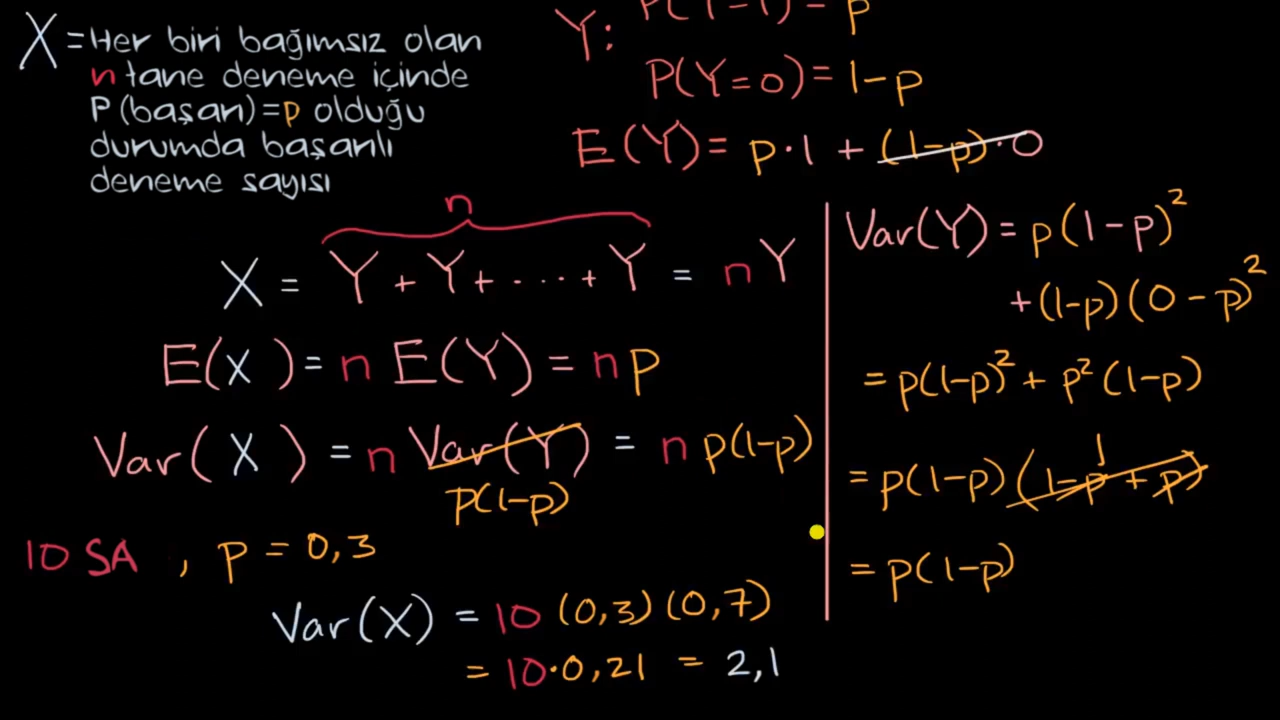 X = Her biri bağımsız olan
n tane deneme içinde
P (başarı) = p olduğu
durumda başarılı
deneme sayısı
Y:
= p
P(Y=0) = 1-p
E(Y) = p·1 + (1-p)·0
n
X = Y + Y + ... + Y = nY
E(X) = n E(Y) = np
Var(X) = n Var(Y) = n p(1-p)
p(1-p)
10 SA , p = 0,3
Var(X) = 10 (0,3)(0,7)
= 10·0,21 = 2,1
Var(Y) = p(1-p)²
+(1-p)(0-p)²
= p(1-p)² + p²(1-p)
1
= p(1-p)(1-p+p)
= p(1-p)